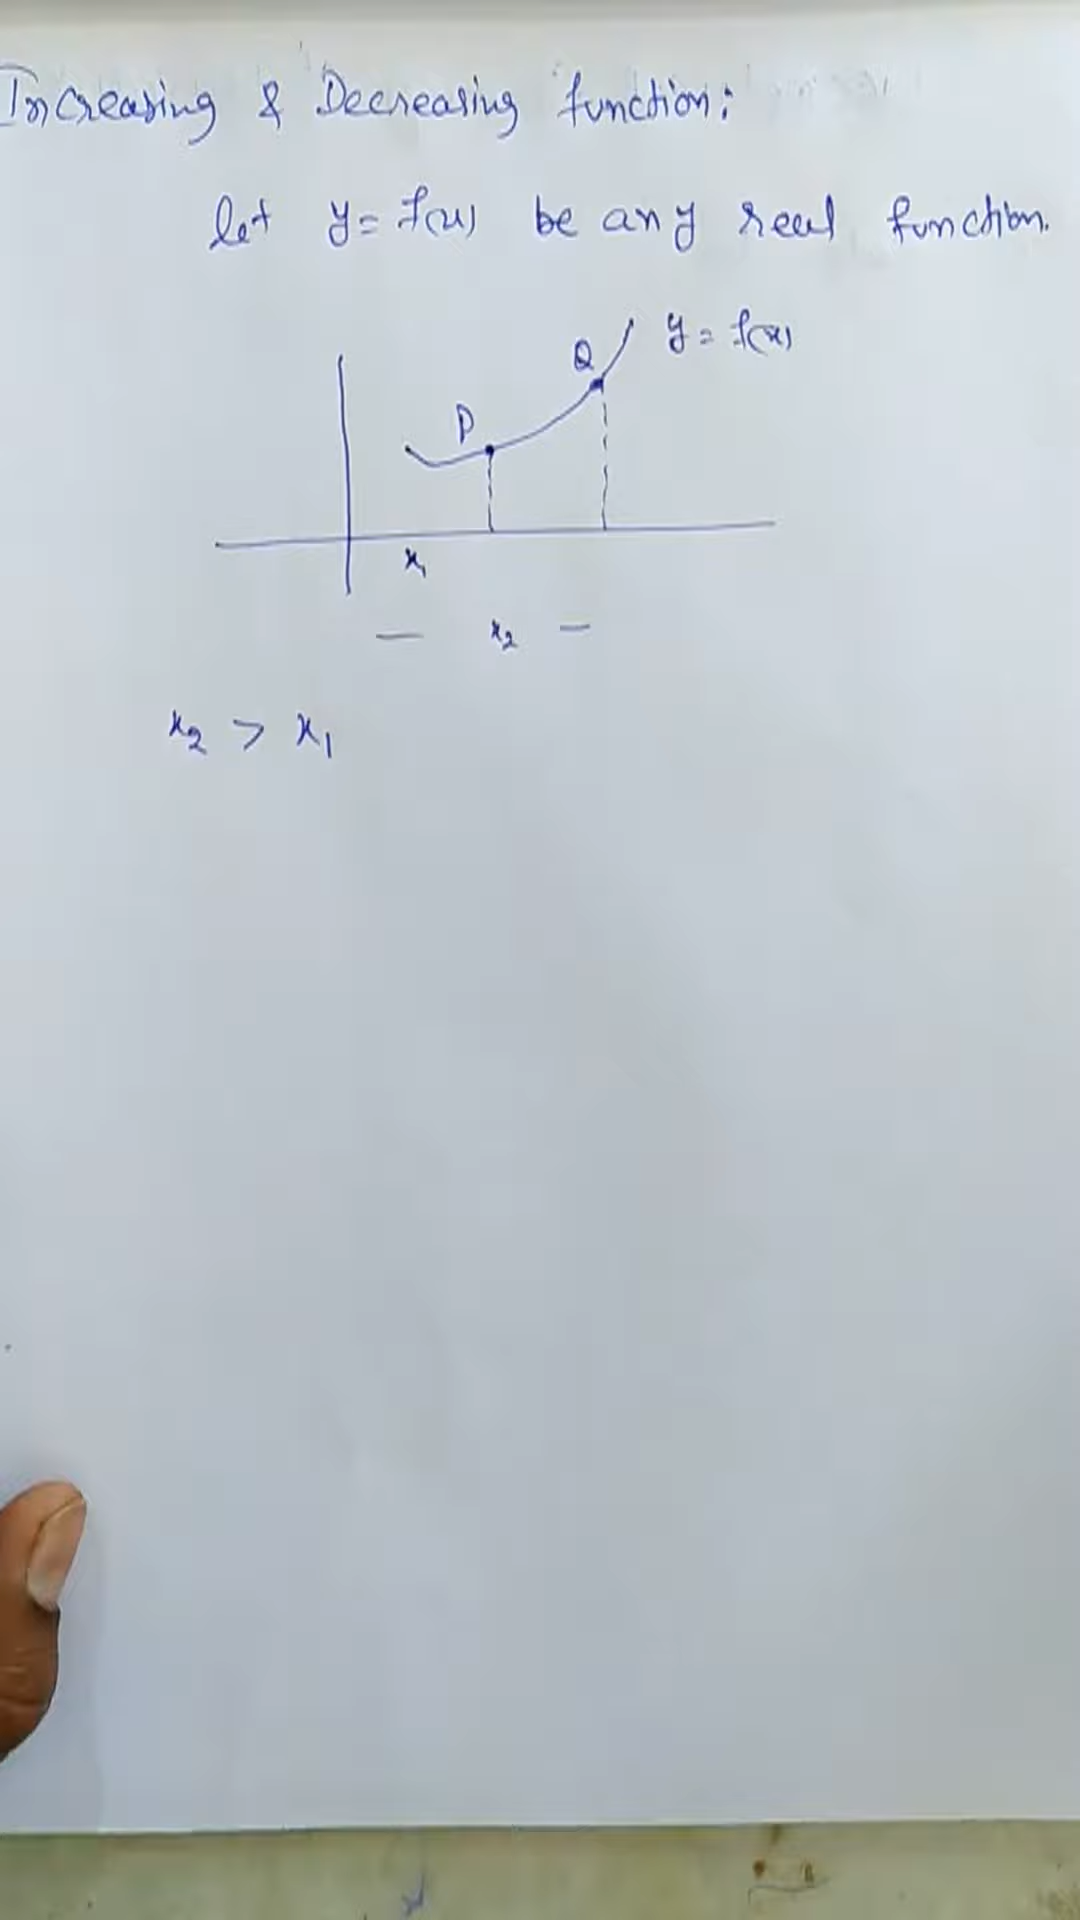 Increasing & Decreasing function:
let y = f(x) be any real function.
Q y = f(x)
P
x₁
— x₂ —
x₂ > x₁